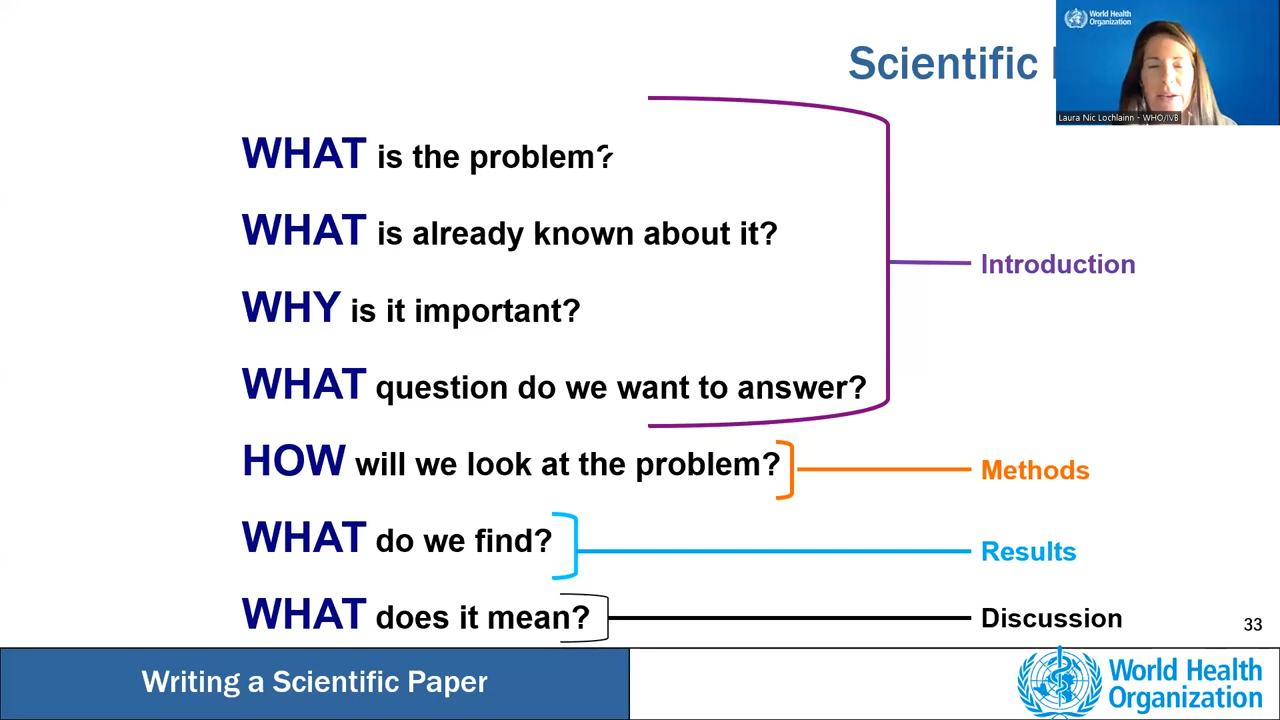 Scientific
World Health
Organization
Laura Nic Lochlainn - WHO/IVB
WHAT is the problem?
WHAT is already known about it?
WHY is it important?
WHAT question do we want to answer?
Introduction
HOW will we look at the problem?
Methods
WHAT do we find?
Results
WHAT does it mean?
Discussion
33
Writing a Scientific Paper
World Health
Organization